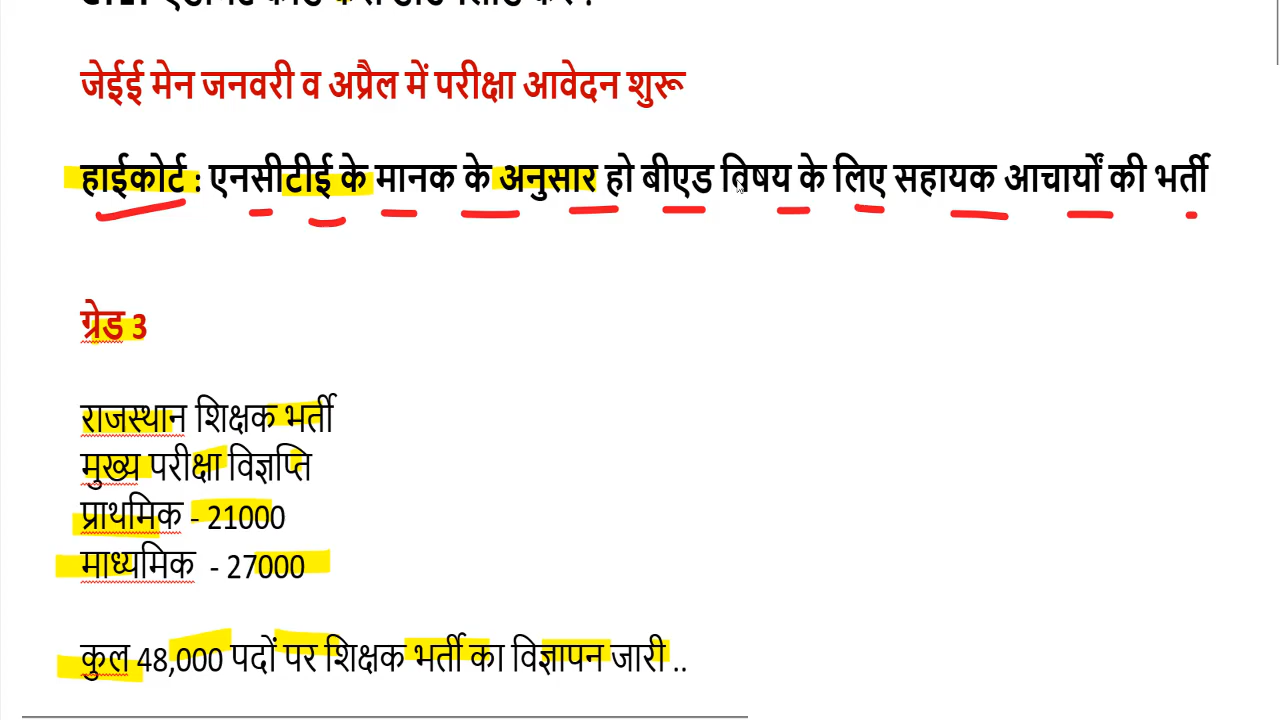 जेईई मेन जनवरी व अप्रैल में परीक्षा आवेदन शुरू
हाईकोर्ट : एनसीटीई के मानक के अनुसार हो बीएड विषय के लिए सहायक आचार्यों की भर्ती
ग्रेड 3
राजस्थान शिक्षक भर्ती
मुख्य परीक्षा विज्ञप्ति
प्राथमिक - 21000
माध्यमिक - 27000
कुल 48,000 पदों पर शिक्षक भर्ती का विज्ञापन जारी ..